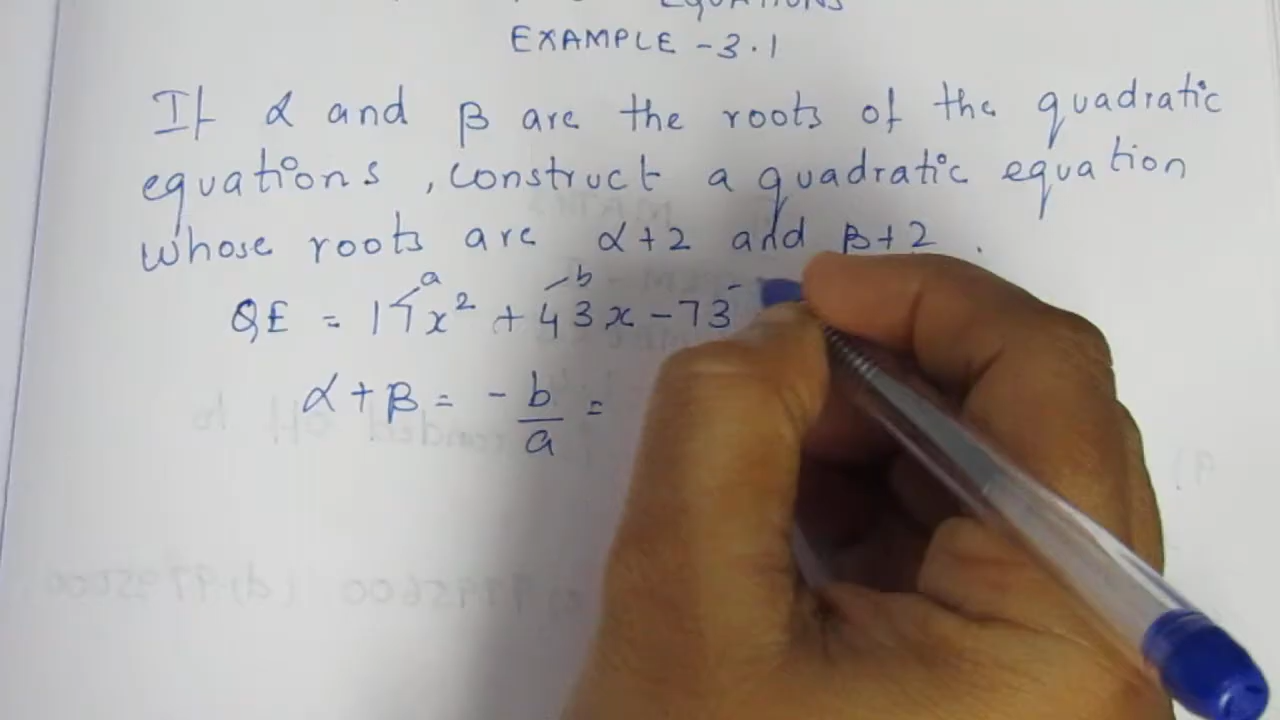 EQUATIONS
EXAMPLE -3.1
If α and β are the roots of the quadratic
equations, construct a quadratic equation
whose roots are α+2 and β+2.
a b
QE = 17x² + 43x - 73
α + β = - b/a =